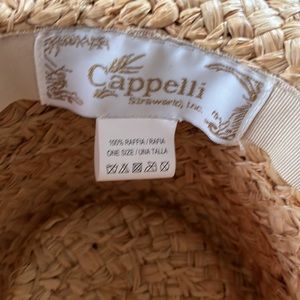 Cappelli
Straworld, Inc.
100% RAFFIA / RAFIA
ONE SIZE / UNA TALLA